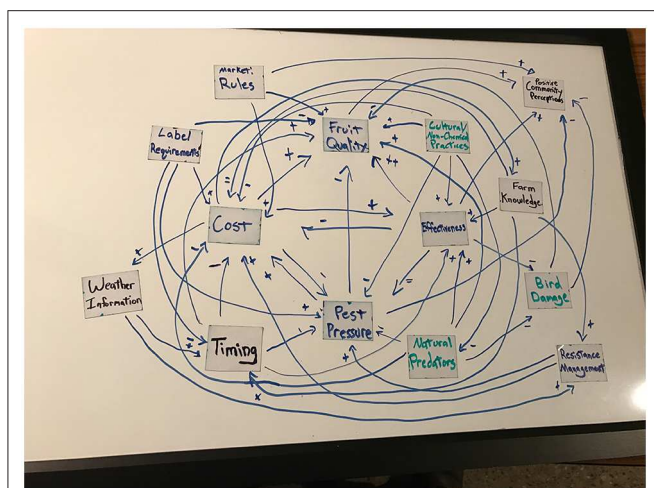 Market
Rules
Positive
Community
Perceptions
Label
Requirements
Fruit
Quality
Cultural/
Non-Chemical
Practices
Farm
Knowledge
Cost
Effectiveness
Weather
Information
Bird
Damage
Pest
Pressure
Timing
Natural
Predators
Resistance
Management